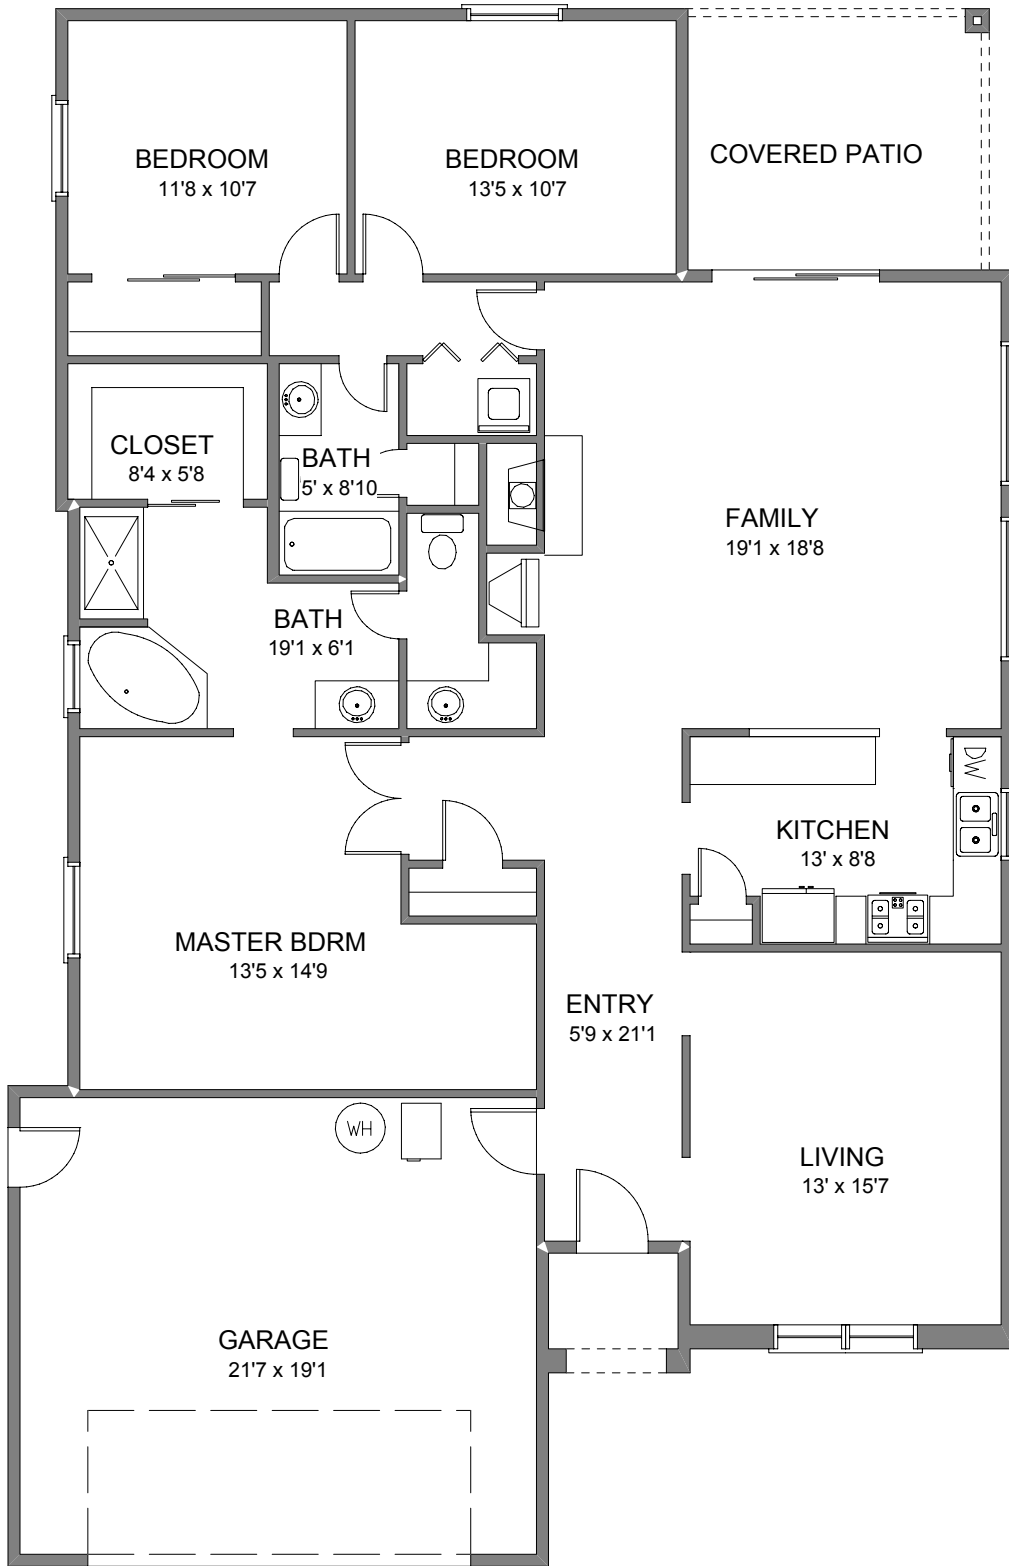 BEDROOM
11'8 x 10'7
BEDROOM
13'5 x 10'7
COVERED PATIO
CLOSET
8'4 x 5'8
BATH
5' x 8'10
FAMILY
19'1 x 18'8
BATH
19'1 x 6'1
DW
KITCHEN
13' x 8'8
MASTER BDRM
13'5 x 14'9
ENTRY
5'9 x 21'1
WH
LIVING
13' x 15'7
GARAGE
21'7 x 19'1